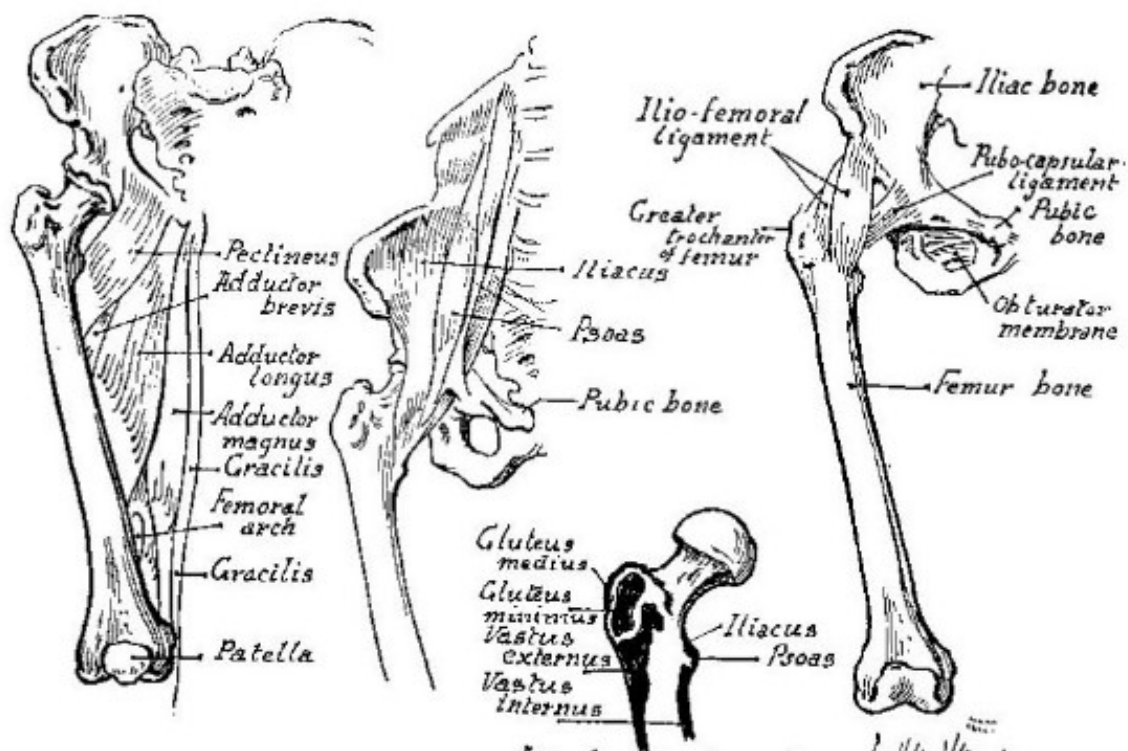 Pectineus
Adductor
brevis
Adductor
longus
Adductor
magnus
Gracilis
Femoral
arch
Gracilis
Patella
Iliacus
Psoas
Pubic bone
Gluteus
medius
Gluteus
minimus
Vastus
externus
Vastus
internus
Iliacus
Psoas
Iliac bone
Ilio-femoral
ligament
Pubo-capsular-
ligament
Pubic
bone
Greater
trochanter
of femur
Obturator
membrane
Femur bone